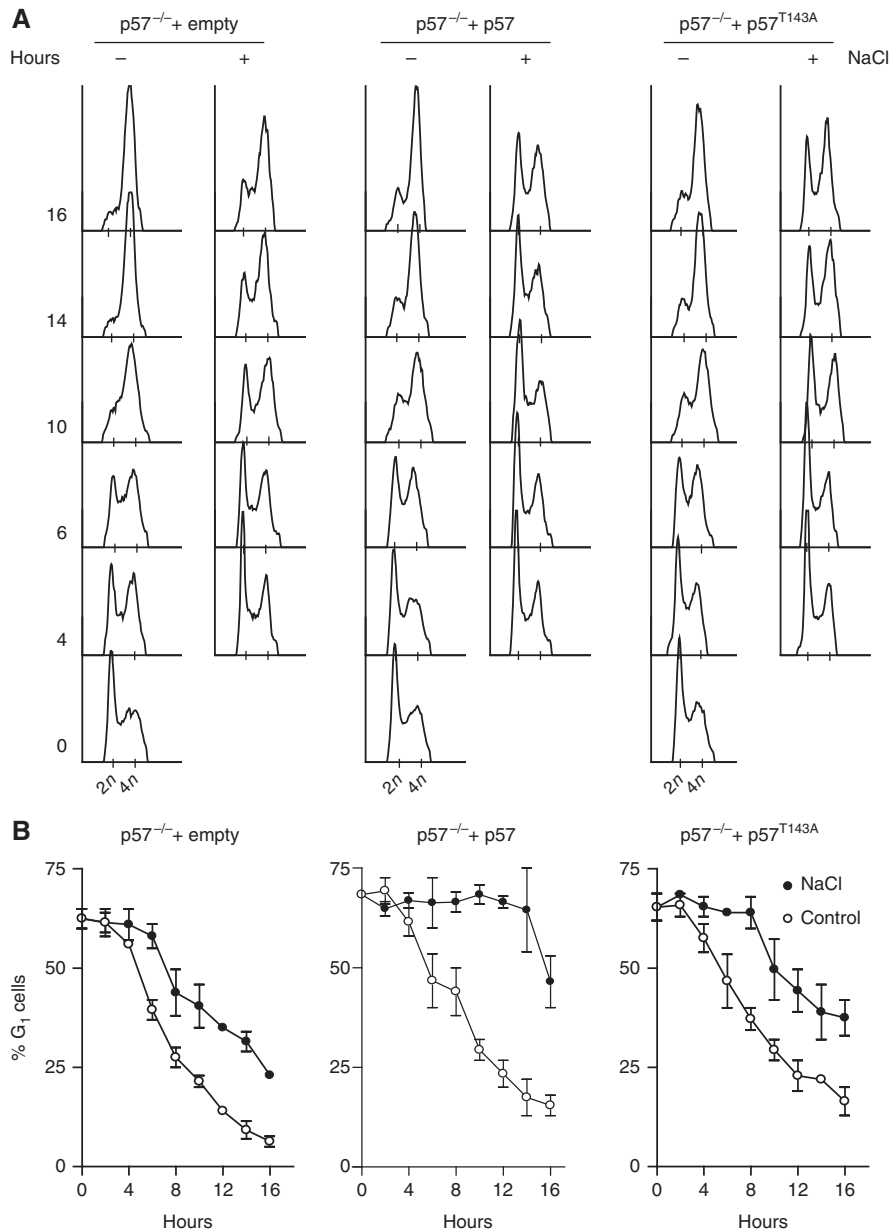 A
p57–/– + empty
p57–/– + p57
p57–/– + p57T143A
Hours – + – + – + NaCl
16
14
10
6
4
0
2n 4n 2n 4n 2n 4n
B
p57–/– + empty
p57–/– + p57
p57–/– + p57T143A
% G1 cells
75
50
25
0
0 4 8 12 16
Hours
75
50
25
0
0 4 8 12 16
Hours
75
50
25
0
0 4 8 12 16
Hours
NaCl
Control